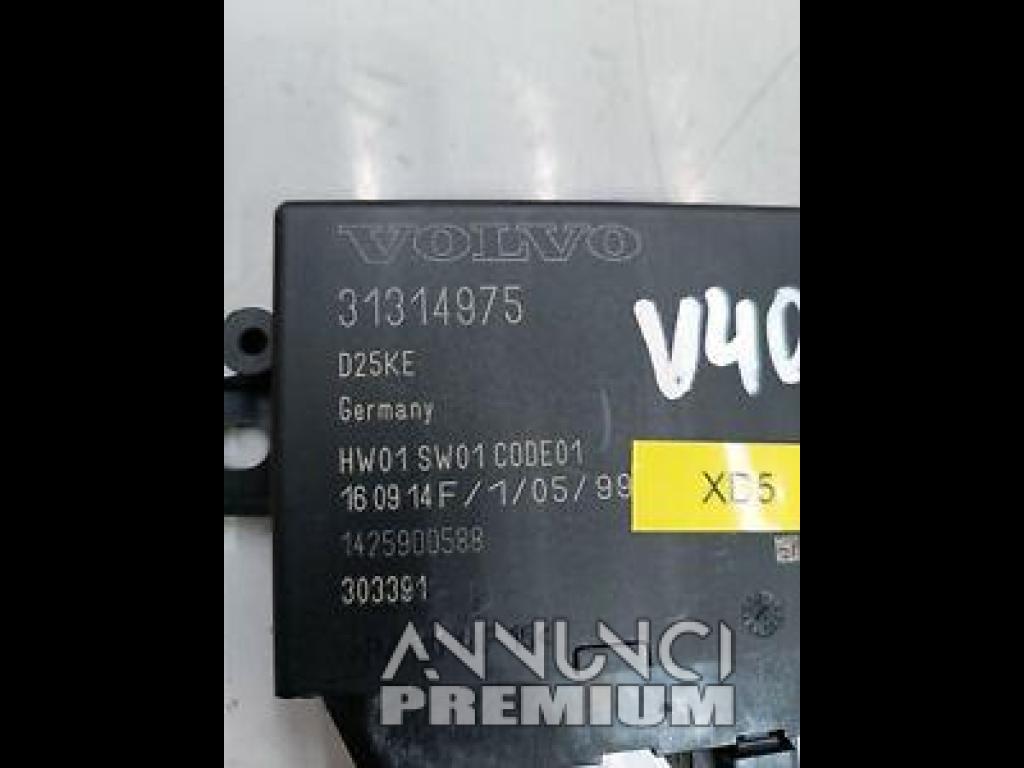 VOLVO
31314975
V40
D25KE
Germany
HW01 SW01 CODE01
16 09 14 F/1/05/99
XD5
1425900588
303391
ANNUNCI
PREMIUM